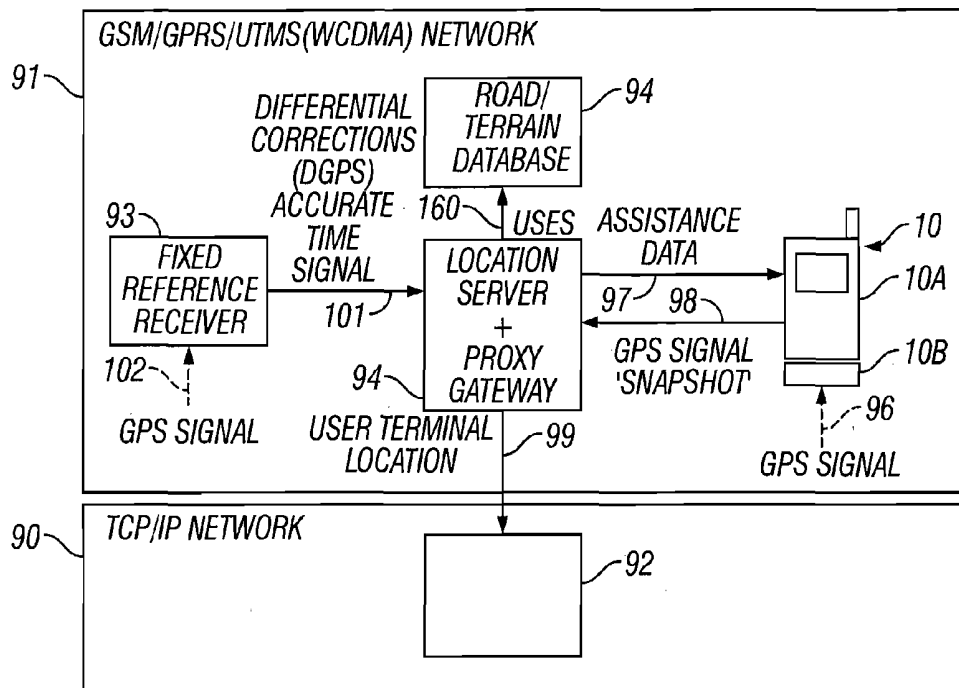 GSM/GPRS/UTMS(WCDMA) NETWORK
91
DIFFERENTIAL
CORRECTIONS
(DGPS)
ACCURATE
TIME
SIGNAL
101
ROAD/
TERRAIN
DATABASE
94
160
USES
93
FIXED
REFERENCE
RECEIVER
102
GPS SIGNAL
LOCATION
SERVER
+
PROXY
GATEWAY
94
ASSISTANCE
DATA
97
98
GPS SIGNAL
'SNAPSHOT'
10
10A
10B
96
GPS SIGNAL
USER TERMINAL
LOCATION
99
90
TCP/IP NETWORK
92